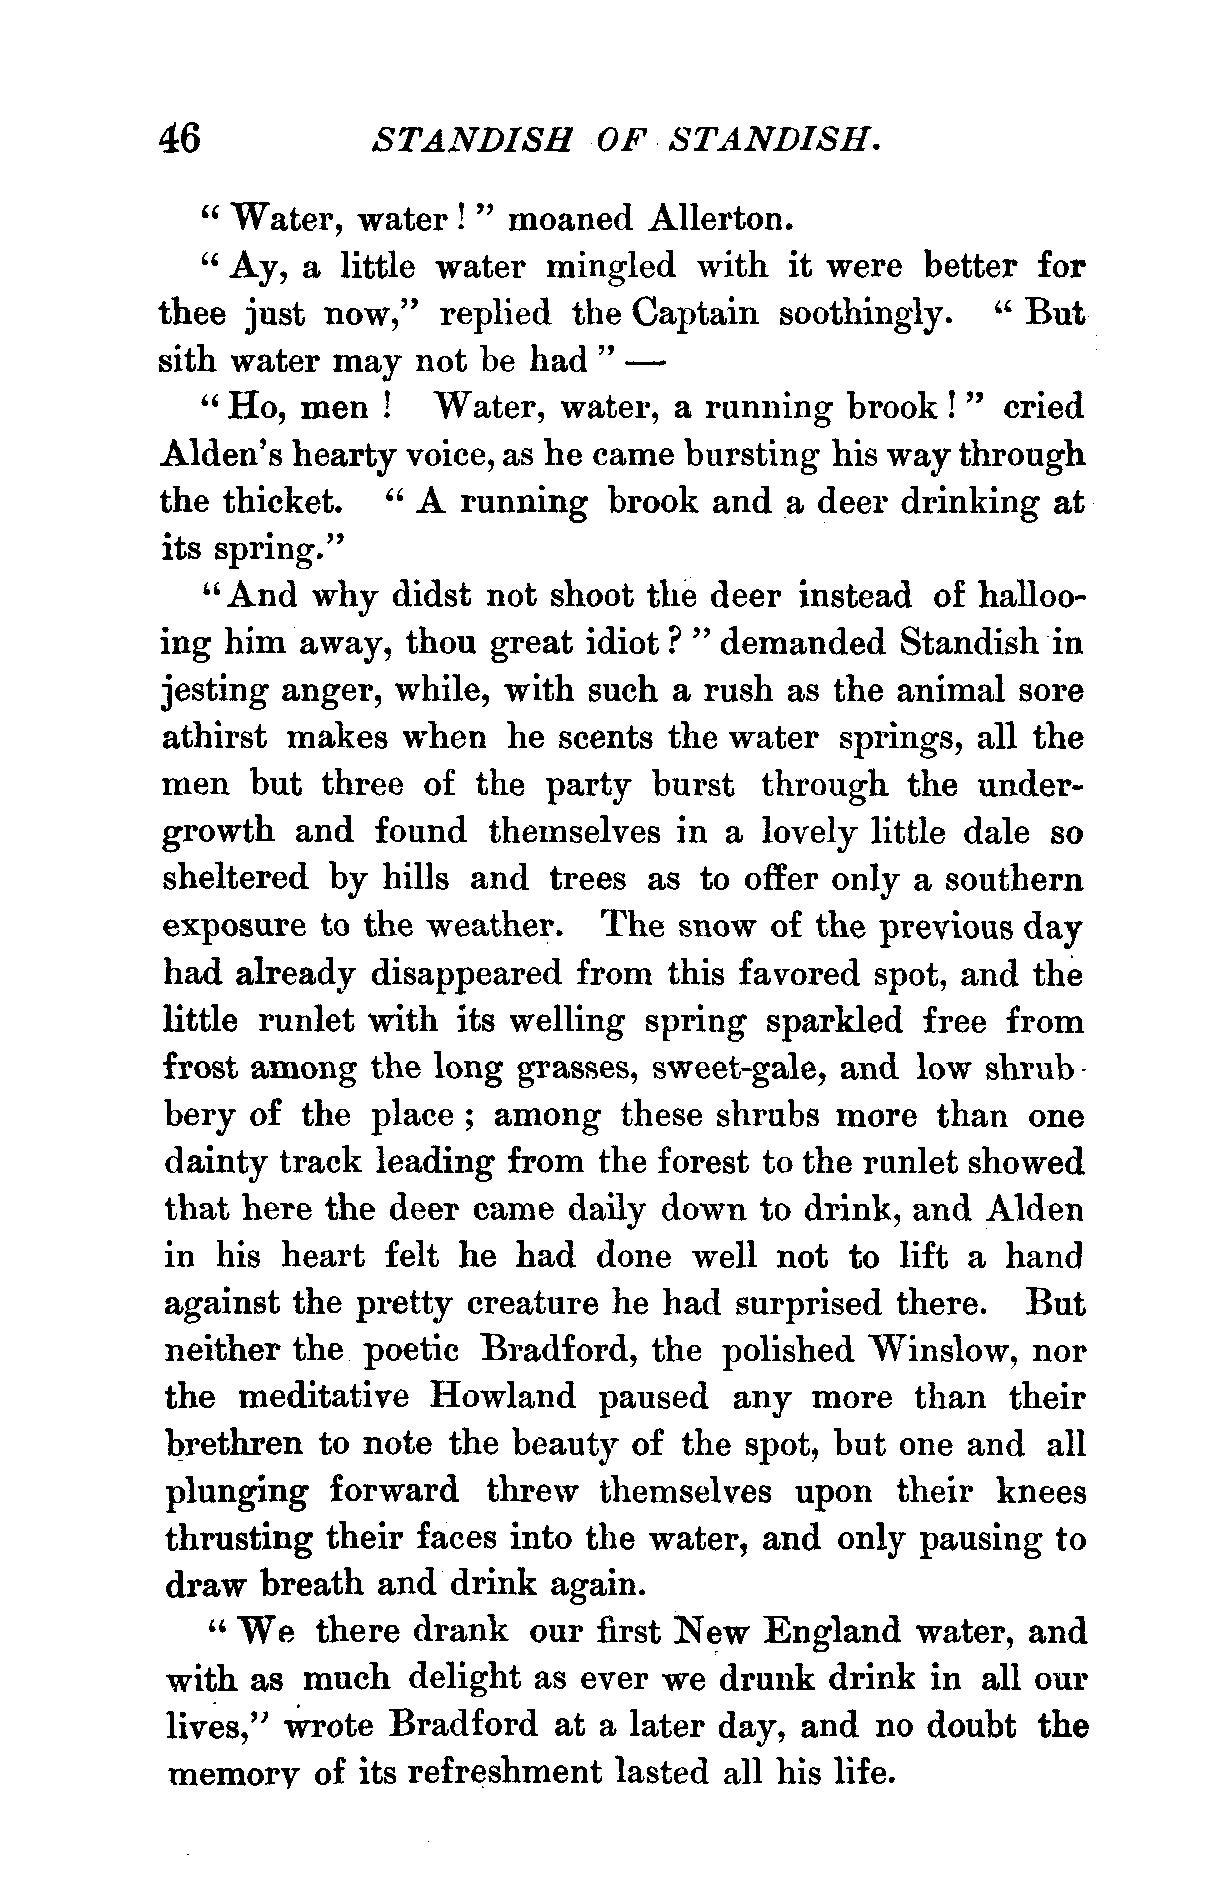 46 STANDISH OF STANDISH.
“ Water, water ! ” moaned Allerton.
“ Ay, a little water mingled with it were better for
thee just now,” replied the Captain soothingly. “ But
sith water may not be had ” —
“ Ho, men ! Water, water, a running brook ! ” cried
Alden’s hearty voice, as he came bursting his way through
the thicket. “ A running brook and a deer drinking at
its spring.”
“ And why didst not shoot the deer instead of halloo-
ing him away, thou great idiot ? ” demanded Standish in
jesting anger, while, with such a rush as the animal sore
athirst makes when he scents the water springs, all the
men but three of the party burst through the under-
growth and found themselves in a lovely little dale so
sheltered by hills and trees as to offer only a southern
exposure to the weather. The snow of the previous day
had already disappeared from this favored spot, and the
little runlet with its welling spring sparkled free from
frost among the long grasses, sweet-gale, and low shrub-
bery of the place ; among these shrubs more than one
dainty track leading from the forest to the runlet showed
that here the deer came daily down to drink, and Alden
in his heart felt he had done well not to lift a hand
against the pretty creature he had surprised there. But
neither the poetic Bradford, the polished Winslow, nor
the meditative Howland paused any more than their
brethren to note the beauty of the spot, but one and all
plunging forward threw themselves upon their knees
thrusting their faces into the water, and only pausing to
draw breath and drink again.
“ We there drank our first New England water, and
with as much delight as ever we drunk drink in all our
lives,” wrote Bradford at a later day, and no doubt the
memory of its refreshment lasted all his life.